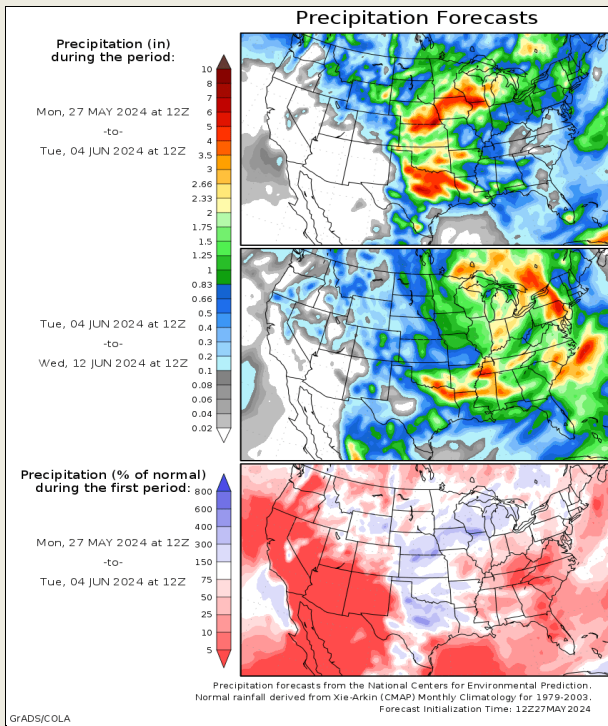 Precipitation Forecasts
Precipitation (in)
during the period:
Mon, 27 MAY 2024 at 12Z
-to-
Tue, 04 JUN 2024 at 12Z
10
8
7
6
5
4
3.5
3
2.66
2.33
2
1.75
1.5
1.25
1
0.83
0.66
0.5
0.4
0.3
0.2
0.1
0.08
0.06
0.04
0.02
Tue, 04 JUN 2024 at 12Z
-to-
Wed, 12 JUN 2024 at 12Z
Precipitation (% of normal)
during the first period:
Mon, 27 MAY 2024 at 12Z
-to-
Tue, 04 JUN 2024 at 12Z
800
600
400
300
150
75
50
25
10
5
Precipitation forecasts from the National Centers for Environmental Prediction.
Normal rainfall derived from Xie-Arkin (CMAP) Monthly Climatology for 1979-2003.
Forecast Initialization Time: 12Z27MAY2024
GrADS/COLA